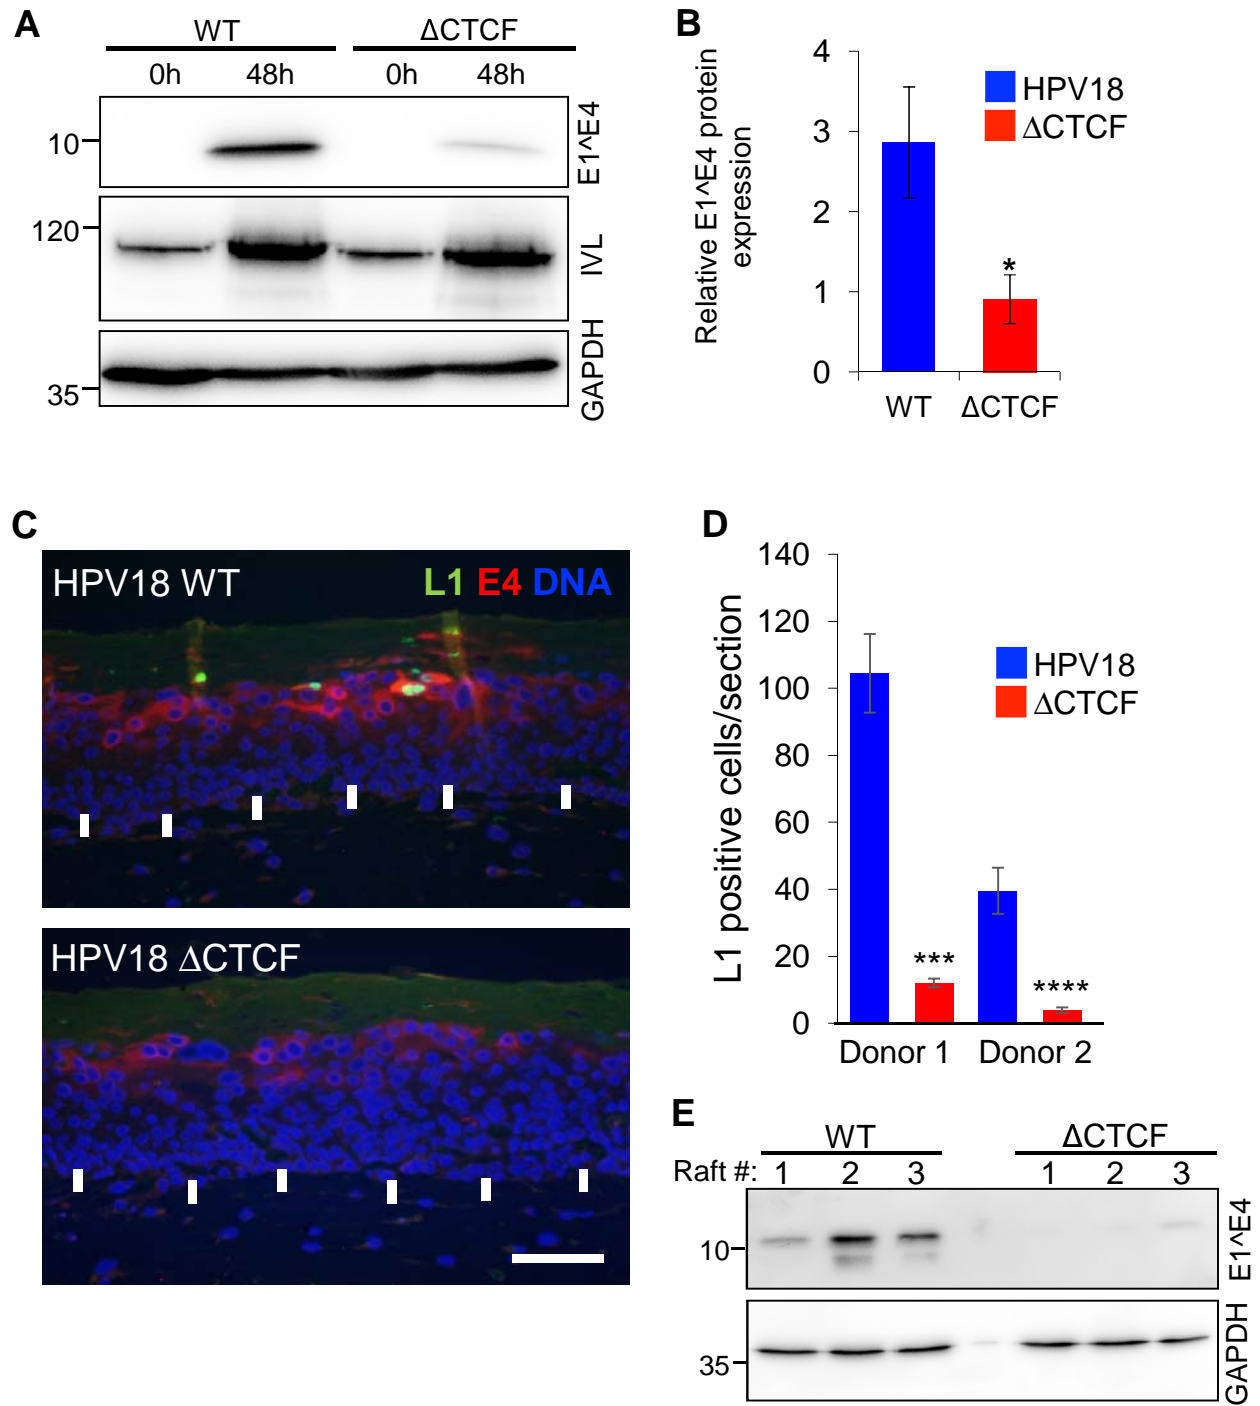 A
WT ΔCTCF
0h 48h 0h 48h
10 E1^E4
120 IVL
35 GAPDH
B
Relative E1^E4 protein
expression
4
3
2
1
0
HPV18
ΔCTCF
*
WT ΔCTCF
C
HPV18 WT L1 E4 DNA
HPV18 ΔCTCF
D
L1 positive cells/section
140
120
100
80
60
40
20
0
HPV18
ΔCTCF
***
****
Donor 1 Donor 2
E
WT ΔCTCF
Raft #: 1 2 3 1 2 3
10 E1^E4
35 GAPDH